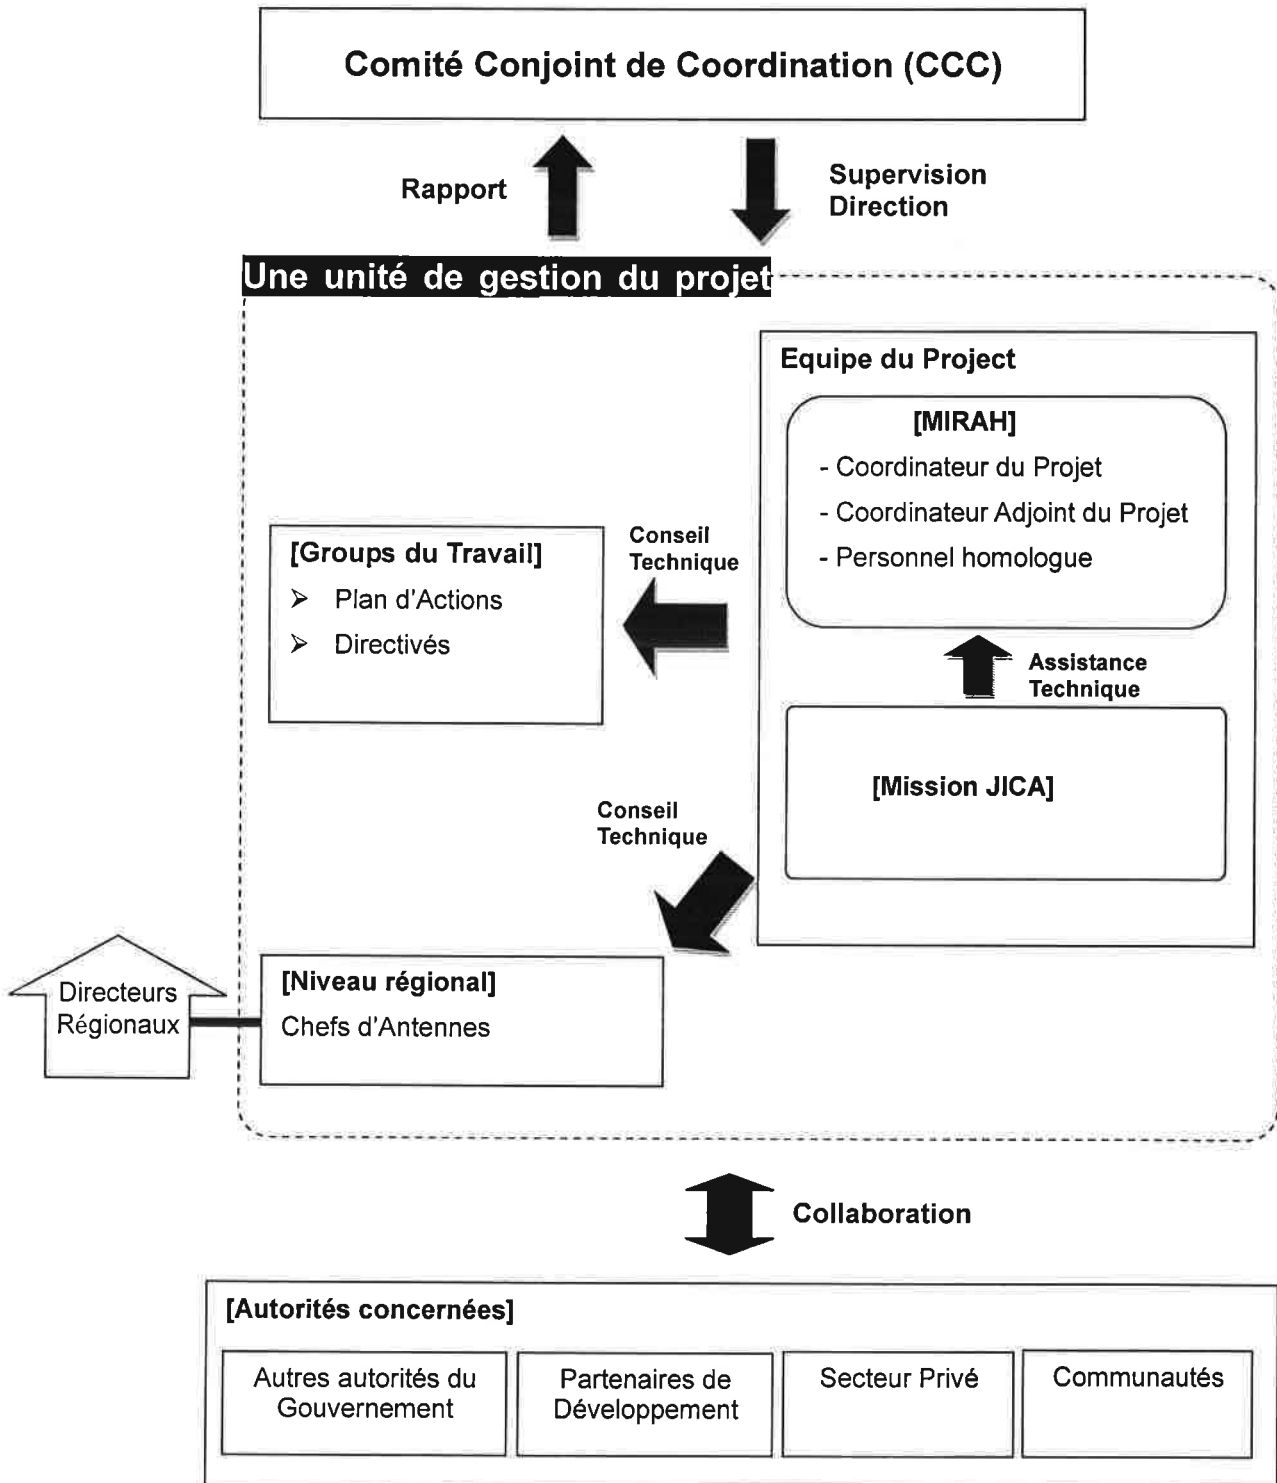 Comité Conjoint de Coordination (CCC)
Rapport
Supervision
Direction
Une unité de gestion du projet
Equipe du Project
[MIRAH]
- Coordinateur du Projet
- Coordinateur Adjoint du Projet
- Personnel homologue
Conseil
Technique
[Groups du Travail]
➢ Plan d'Actions
➢ Directivés
Assistance
Technique
[Mission JICA]
Conseil
Technique
Directeurs
Régionaux
[Niveau régional]
Chefs d'Antennes
Collaboration
[Autorités concernées]
Autres autorités du
Gouvernement
Partenaires de
Développement
Secteur Privé
Communautés